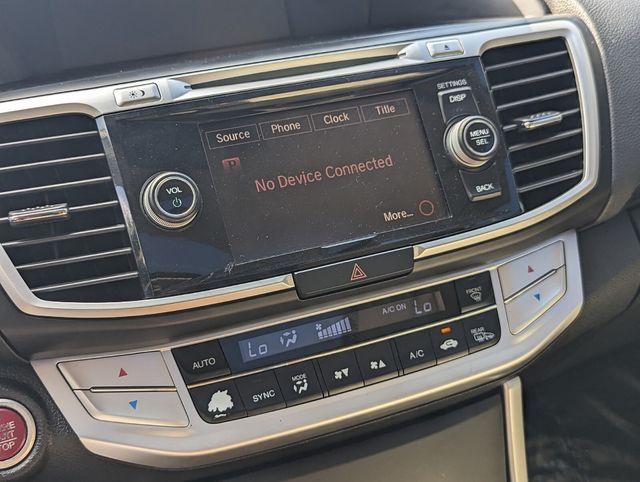 SETTINGS
DISP
Source Phone Clock Title
MENU/
SEL
VOL
P
No Device Connected
BACK
More...
FRONT
A/C ON Lo
AUTO Lo
REAR
A/C
MODE
SYNC
STOP